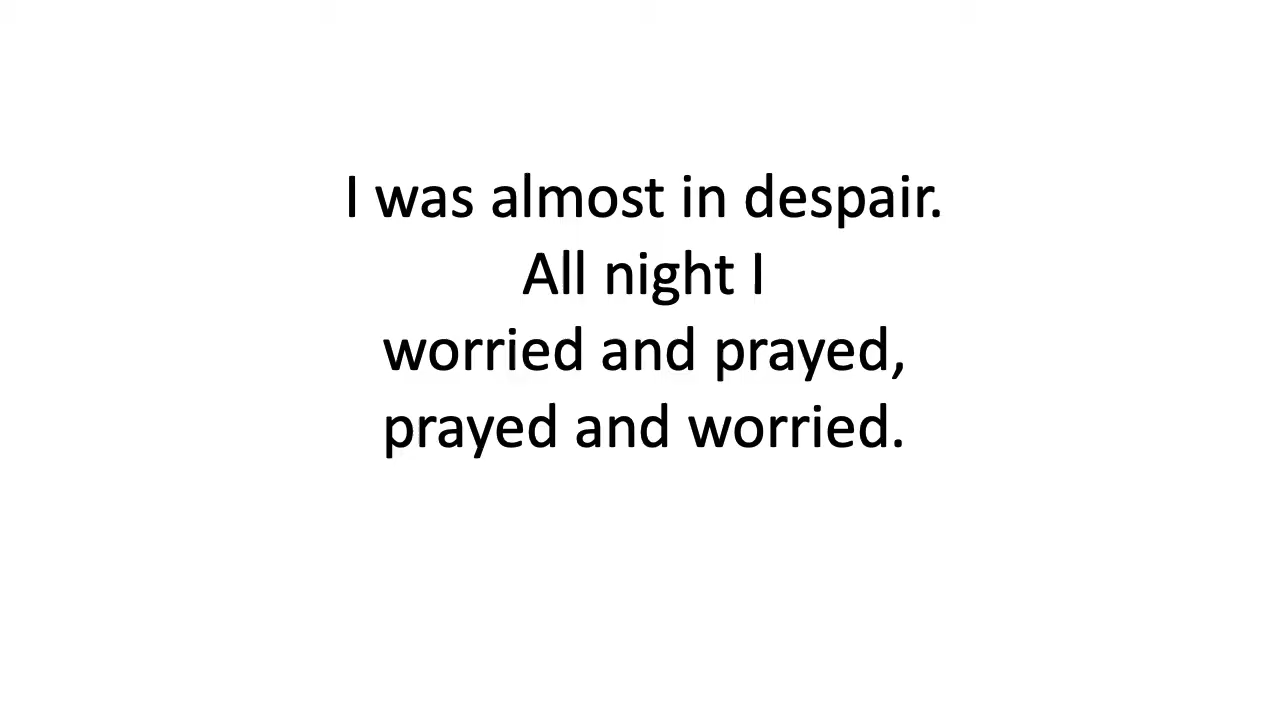 I was almost in despair.
All night I
worried and prayed,
prayed and worried.